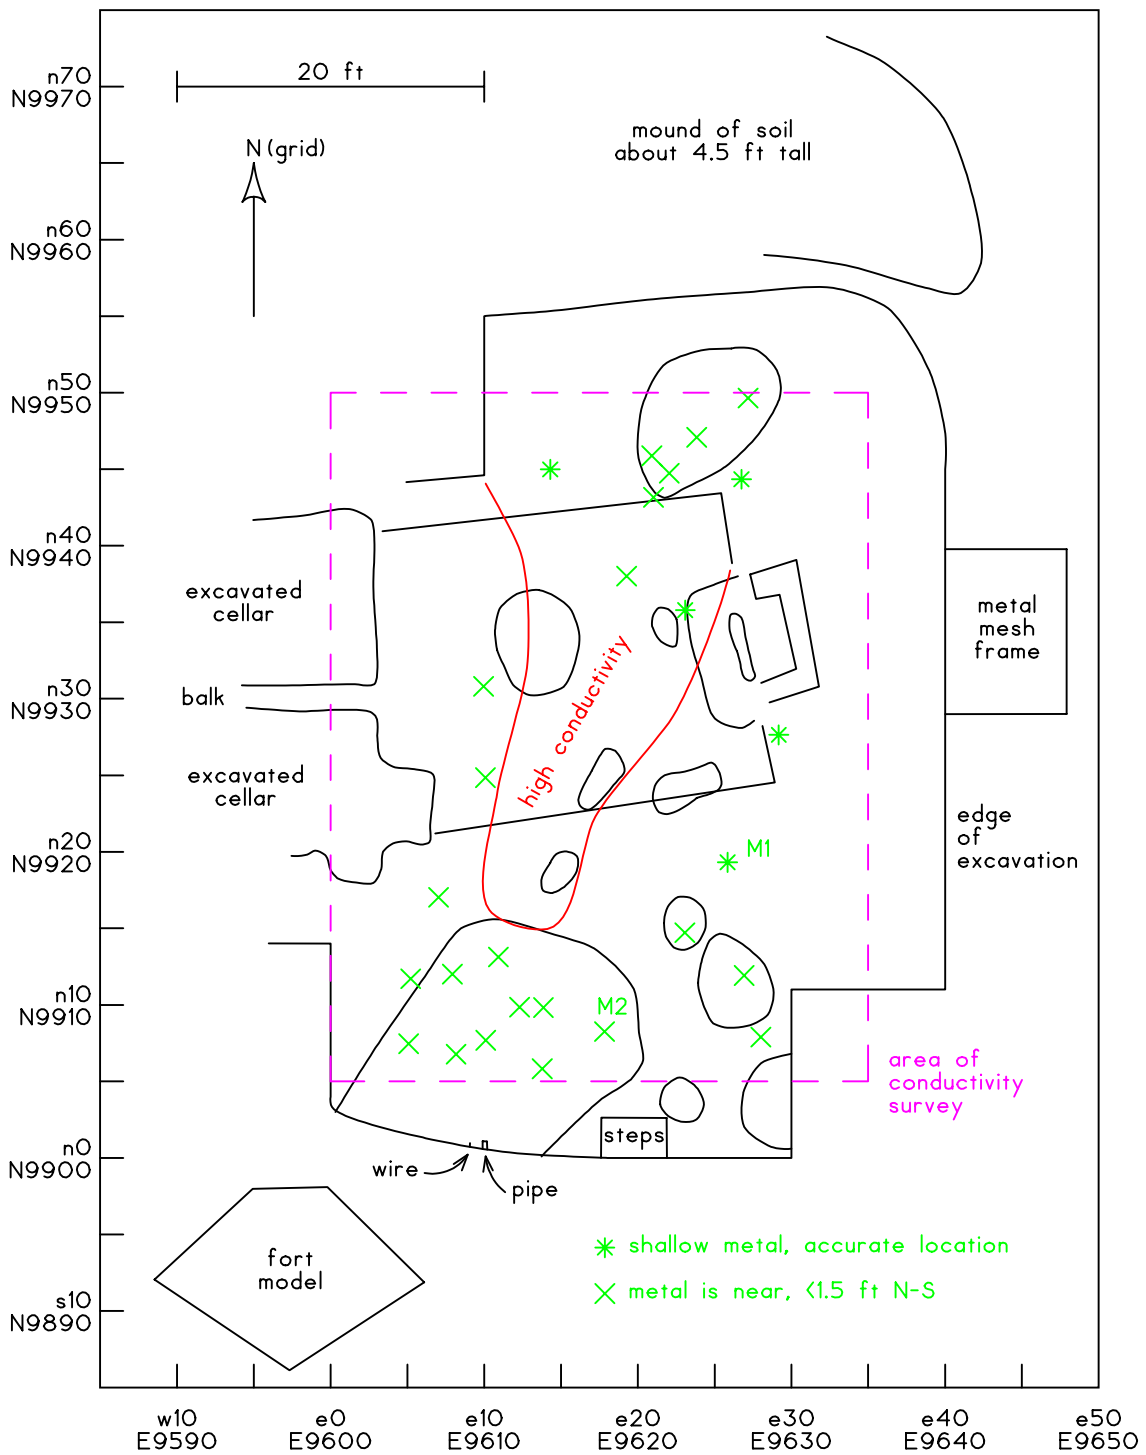 n70
N9970
20 ft
N (grid)
mound of soil
about 4.5 ft tall
n60
N9960
n50
N9950
n40
N9940
excavated
cellar
metal
mesh
frame
high conductivity
n30
N9930
balk
excavated
cellar
edge
of
excavation
n20
N9920
M1
n10
N9910
M2
area of
conductivity
survey
n0
N9900
steps
wire
pipe
fort
model
shallow metal, accurate location
metal is near, <1.5 ft N-S
s10
N9890
w10
E9590
e0
E9600
e10
E9610
e20
E9620
e30
E9630
e40
E9640
e50
E9650